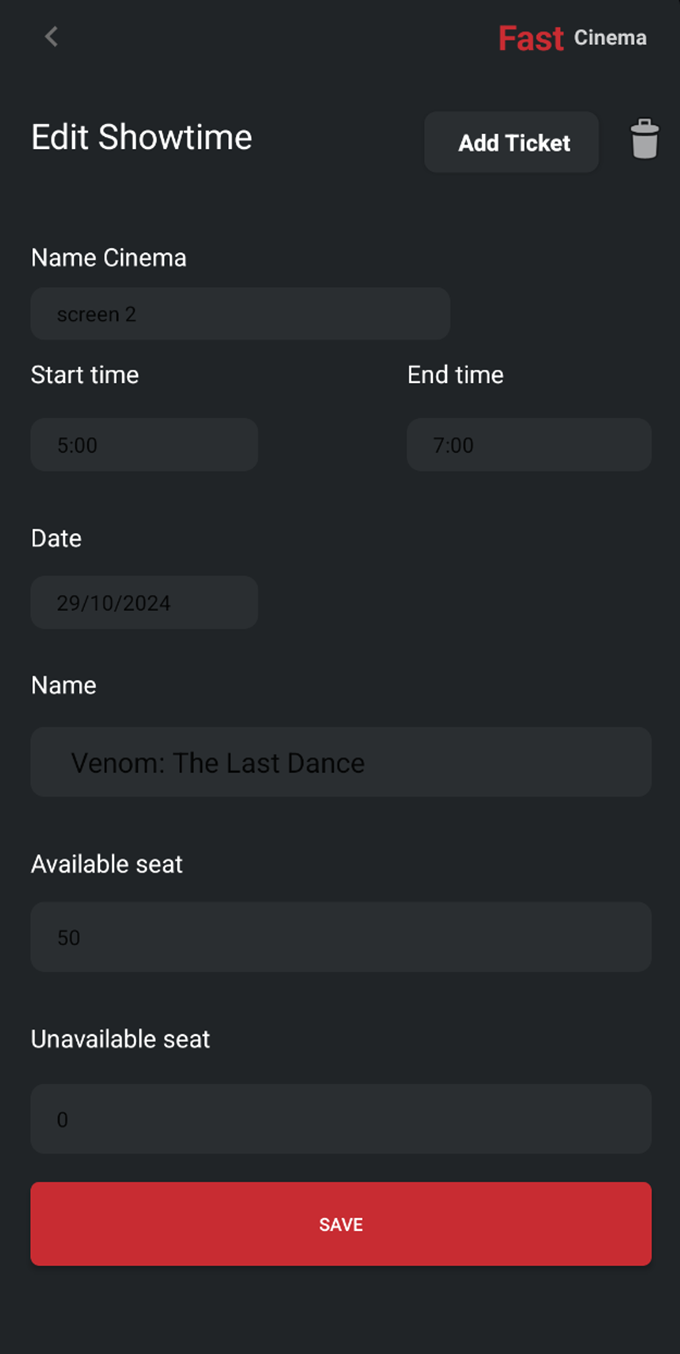 Fast Cinema
Edit Showtime
Add Ticket
Name Cinema
screen 2
Start time
End time
5:00
7:00
Date
29/10/2024
Name
Venom: The Last Dance
Available seat
50
Unavailable seat
0
SAVE